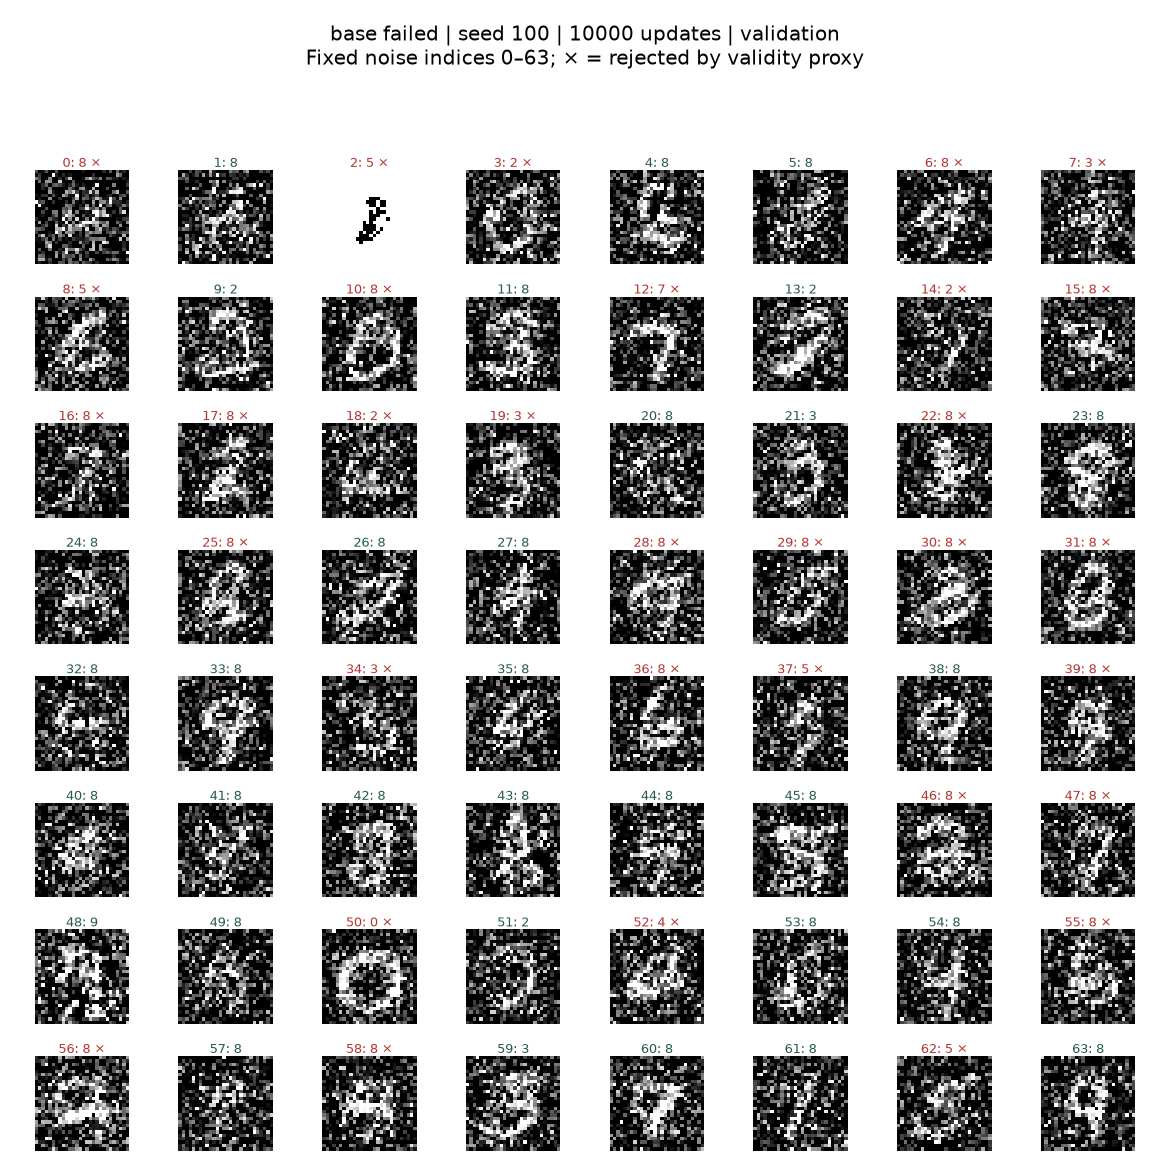 base failed | seed 100 | 10000 updates | validation
Fixed noise indices 0–63; × = rejected by validity proxy
0: 8 × 1: 8 2: 5 × 3: 2 × 4: 8 5: 8 6: 8 × 7: 3 ×
8: 5 × 9: 2 10: 8 × 11: 8 12: 7 × 13: 2 14: 2 × 15: 8 ×
16: 8 × 17: 8 × 18: 2 × 19: 3 × 20: 8 21: 3 22: 8 × 23: 8
24: 8 25: 8 × 26: 8 27: 8 28: 8 × 29: 8 × 30: 8 × 31: 8 ×
32: 8 33: 8 34: 3 × 35: 8 36: 8 × 37: 5 × 38: 8 39: 8 ×
40: 8 41: 8 42: 8 43: 8 44: 8 45: 8 46: 8 × 47: 8 ×
48: 9 49: 8 50: 0 × 51: 2 52: 4 × 53: 8 54: 8 55: 8 ×
56: 8 × 57: 8 58: 8 × 59: 3 60: 8 61: 8 62: 5 × 63: 8